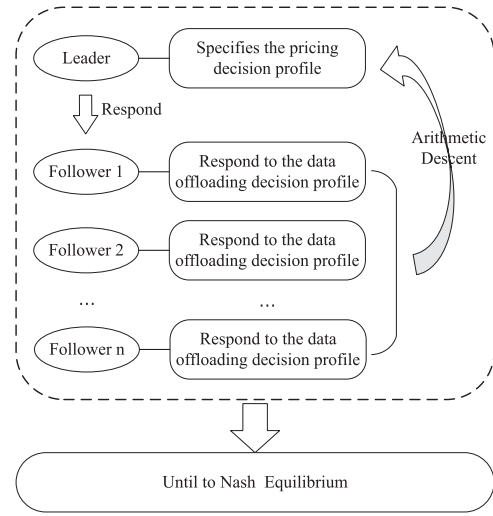 Leader
Specifies the pricing
decision profile
Respond
Arithmetic
Descent
Follower 1
Respond to the data
offloading decision profile
Follower 2
Respond to the data
offloading decision profile
...
...
Follower n
Respond to the data
offloading decision profile
Until to Nash Equilibrium